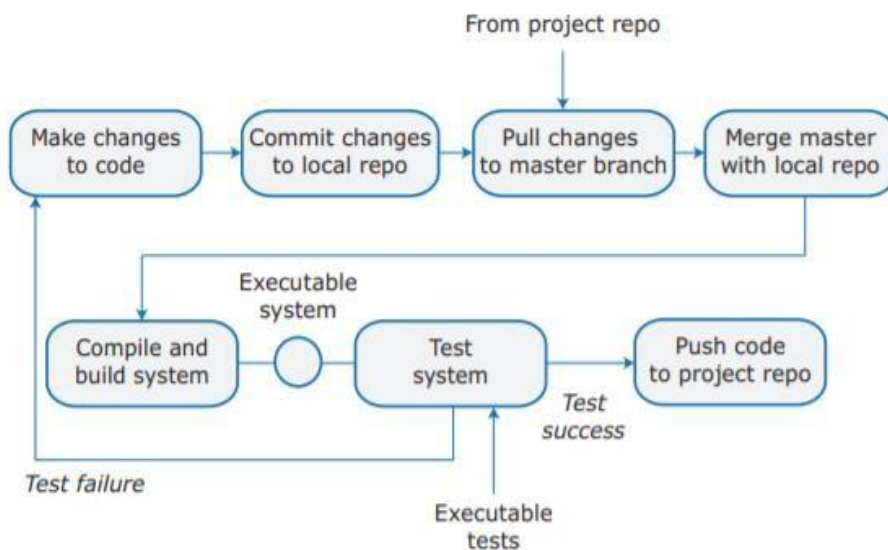 From project repo
Make changes
to code
Commit changes
to local repo
Pull changes
to master branch
Merge master
with local repo
Executable
system
Compile and
build system
Test
system
Push code
to project repo
Test
success
Test failure
Executable
tests